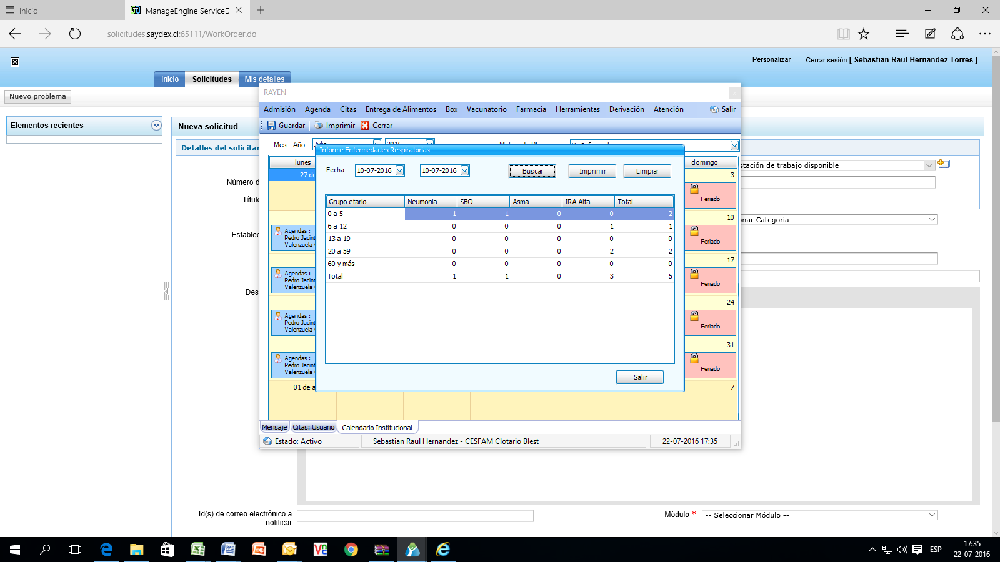 Inicio
ManageEngine ServiceD
solicitudes.saydex.cl:65111/WorkOrder.do
Personalizar
Cerrar sesión [ Sebastian Raul Hernandez Torres ]
Inicio Solicitudes Mis detalles
Nuevo problema
Elementos recientes
Nueva solicitud
Detalles del solicitan
Número d
Títul
Establec
Des
stación de trabajo disponible
nar Categoría --
Id(s) de correo electrónico a
notificar
Módulo * -- Seleccionar Módulo --
RAYEN
Admisión Agenda Citas Entrega de Alimentos Box Vacunatorio Farmacia Herramientas Derivación Atención Salir
Guardar Imprimir Cerrar
Mes - Año Julio 2016
lunes domingo
27 de 3
Feriado
10
Agendas :
Pedro Jacint
Valenzuela
Feriado
17
Agendas :
Pedro Jacint
Valenzuela
Feriado
24
Agendas :
Pedro Jacint
Valenzuela
Feriado
31
Agendas :
Pedro Jacint
Valenzuela
Feriado
01 de a 7
Informe Enfermedades Respiratorias
Fecha 10-07-2016 - 10-07-2016 Buscar Imprimir Limpiar
Grupo etario Neumonia SBO Asma IRA Alta Total
0 a 5 1 1 0 0 2
6 a 12 0 0 0 1 1
13 a 19 0 0 0 0 0
20 a 59 0 0 0 2 2
60 y más 0 0 0 0 0
Total 1 1 0 3 5
Salir
Mensaje Citas: Usuario Calendario Institucional
Estado: Activo Sebastian Raul Hernandez - CESFAM Clotario Blest 22-07-2016 17:35
ESP
17:35
22-07-2016